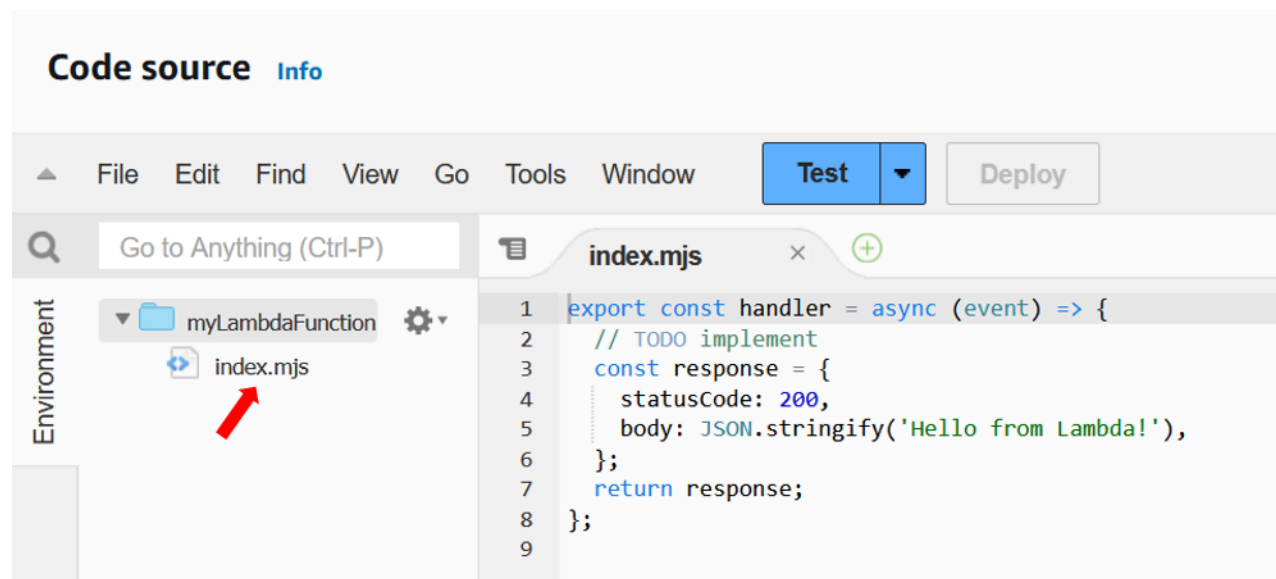 Code source Info
File Edit Find View Go Tools Window Test Deploy
Go to Anything (Ctrl-P)
index.mjs
Environment
myLambdaFunction
index.mjs
1 export const handler = async (event) => {
2 // TODO implement
3 const response = {
4 statusCode: 200,
5 body: JSON.stringify('Hello from Lambda!'),
6 };
7 return response;
8 };
9